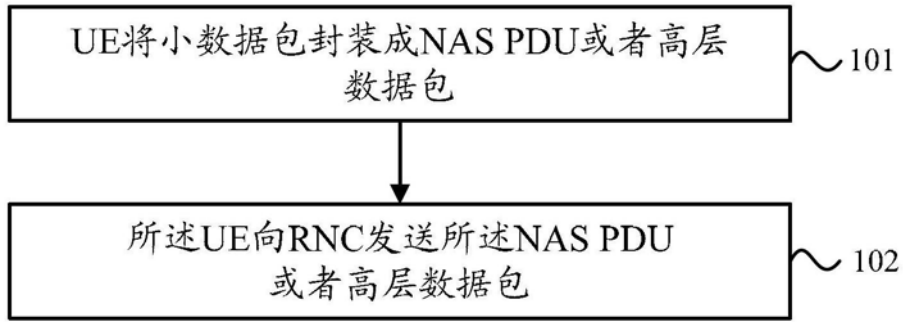 UE将小数据包封装成NAS PDU或者高层
数据包
101
所述UE向RNC发送所述NAS PDU
或者高层数据包
102